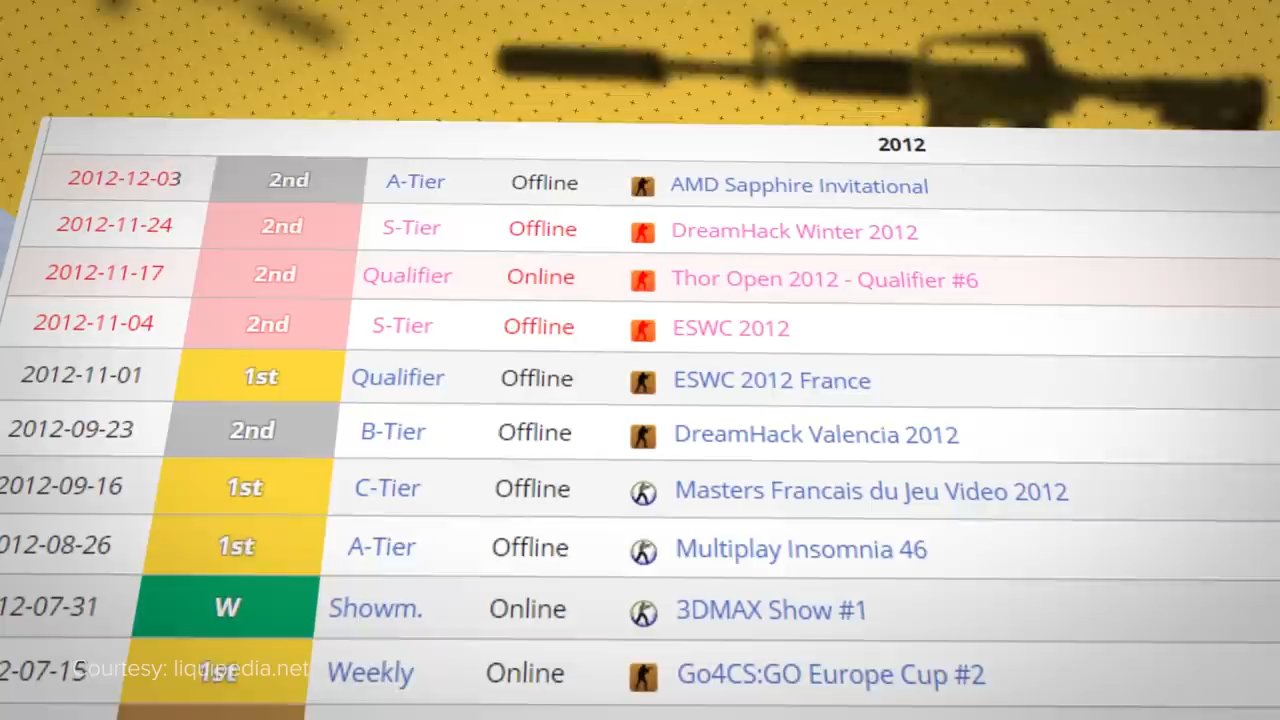 2012
2012-12-03 2nd A-Tier Offline AMD Sapphire Invitational
2012-11-24 2nd S-Tier Offline DreamHack Winter 2012
2012-11-17 2nd Qualifier Online Thor Open 2012 - Qualifier #6
2012-11-04 2nd S-Tier Offline ESWC 2012
2012-11-01 1st Qualifier Offline ESWC 2012 France
2012-09-23 2nd B-Tier Offline DreamHack Valencia 2012
2012-09-16 1st C-Tier Offline Masters Francais du Jeu Video 2012
012-08-26 1st A-Tier Offline Multiplay Insomnia 46
12-07-31 W Showm. Online 3DMAX Show #1
2-07-15 1st Weekly Online Go4CS:GO Europe Cup #2
Courtesy: liquipedia.net